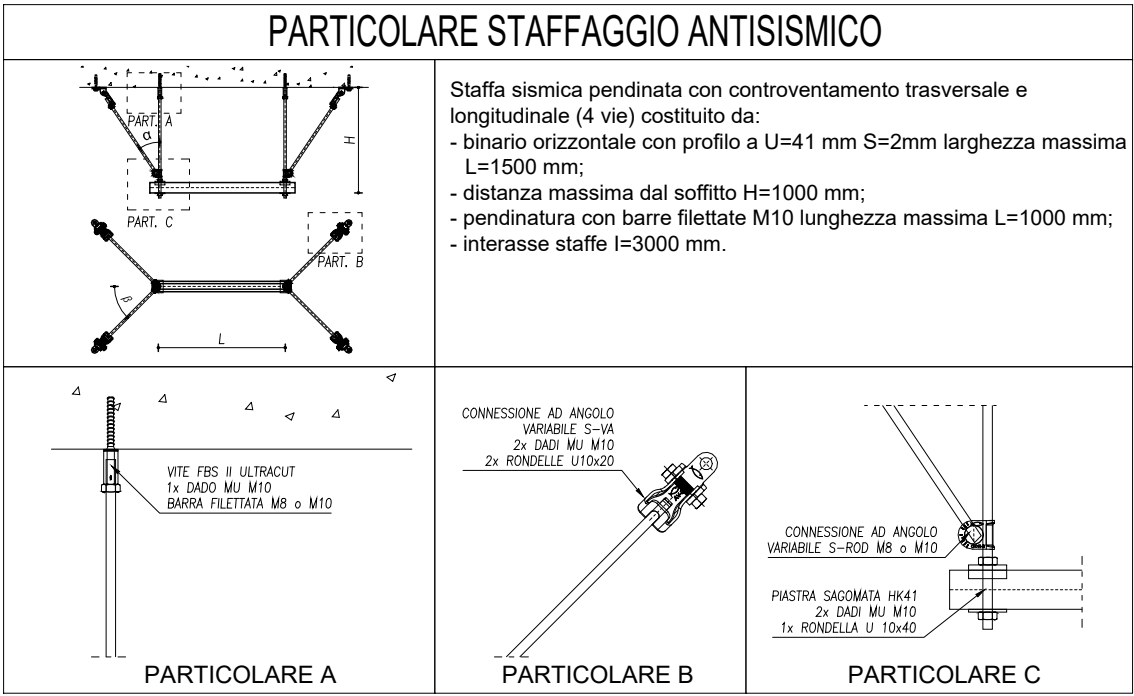 PARTICOLARE STAFFAGGIO ANTISISMICO
PART. A
α
H
PART. C
PART. B
β
L
Staffa sismica pendinata con controventamento trasversale e
longitudinale (4 vie) costituito da:
- binario orizzontale con profilo a U=41 mm S=2mm larghezza massima
L=1500 mm;
- distanza massima dal soffitto H=1000 mm;
- pendinatura con barre filettate M10 lunghezza massima L=1000 mm;
- interasse staffe I=3000 mm.
VITE FBS II ULTRACUT
1x DADO MU M10
BARRA FILETTATA M8 o M10
PARTICOLARE A
CONNESSIONE AD ANGOLO
VARIABILE S-VA
2x DADI MU M10
2x RONDELLE U10x20
PARTICOLARE B
CONNESSIONE AD ANGOLO
VARIABILE S-ROD M8 o M10
PIASTRA SAGOMATA HK41
2x DADI MU M10
1x RONDELLA U 10x40
PARTICOLARE C